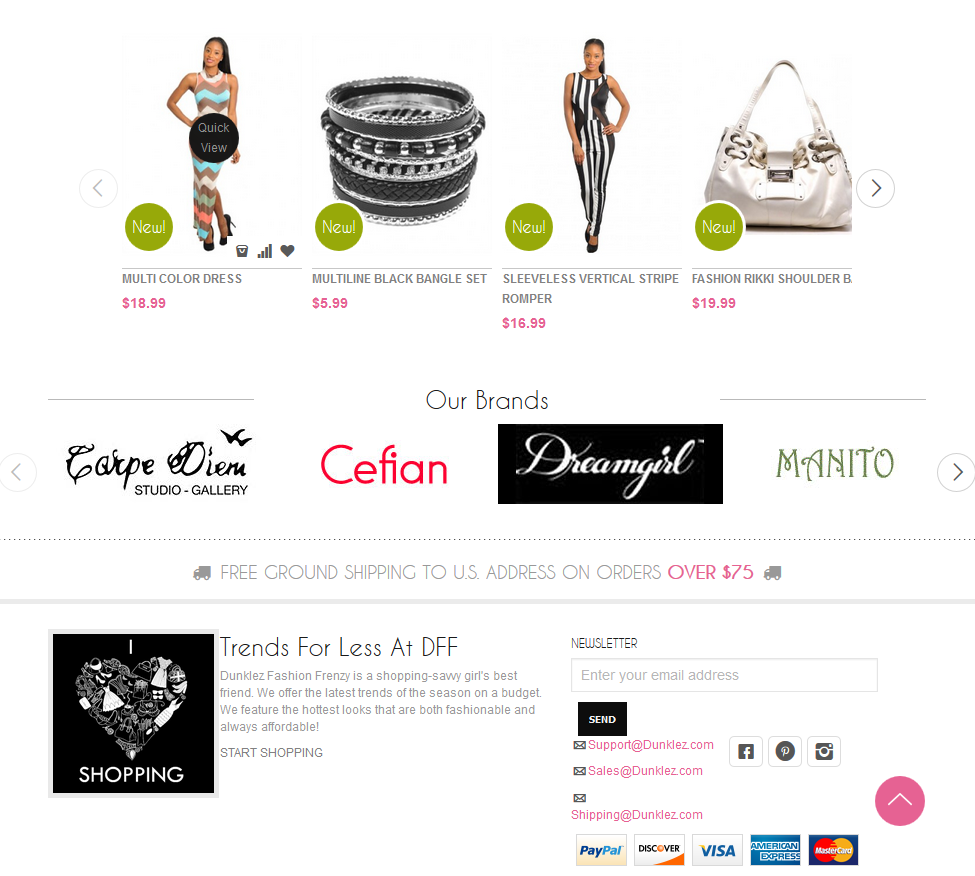 Quick
View
New!
New!
New!
New!
MULTI COLOR DRESS
MULTILINE BLACK BANGLE SET
SLEEVELESS VERTICAL STRIPE
ROMPER
FASHION RIKKI SHOULDER BA
$18.99
$5.99
$16.99
$19.99
Our Brands
Carpe Diem
STUDIO - GALLERY
Cefian
Dreamgirl
MANITO
FREE GROUND SHIPPING TO U.S. ADDRESS ON ORDERS OVER $75
I
SHOPPING
Trends For Less At DFF
Dunklez Fashion Frenzy is a shopping-savvy girl's best
friend. We offer the latest trends of the season on a budget.
We feature the hottest looks that are both fashionable and
always affordable!
START SHOPPING
NEWSLETTER
Enter your email address
SEND
Support@Dunklez.com
Sales@Dunklez.com
Shipping@Dunklez.com
PayPal
DISCOVER
VISA
AMERICAN
EXPRESS
MasterCard